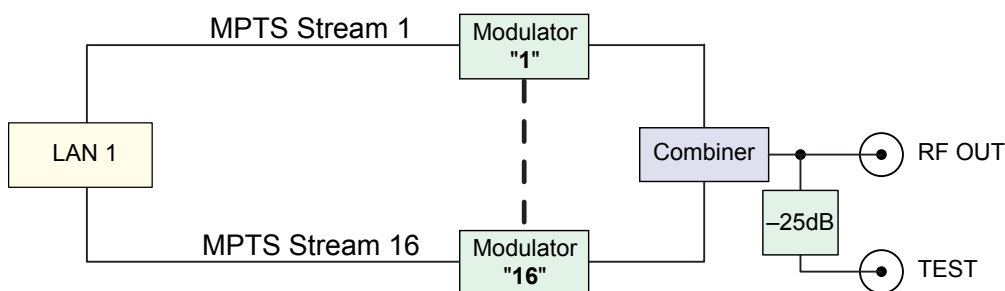 MPTS Stream 1
Modulator
"1"
LAN 1
Combiner
RF OUT
–25dB
MPTS Stream 16
Modulator
"16"
TEST